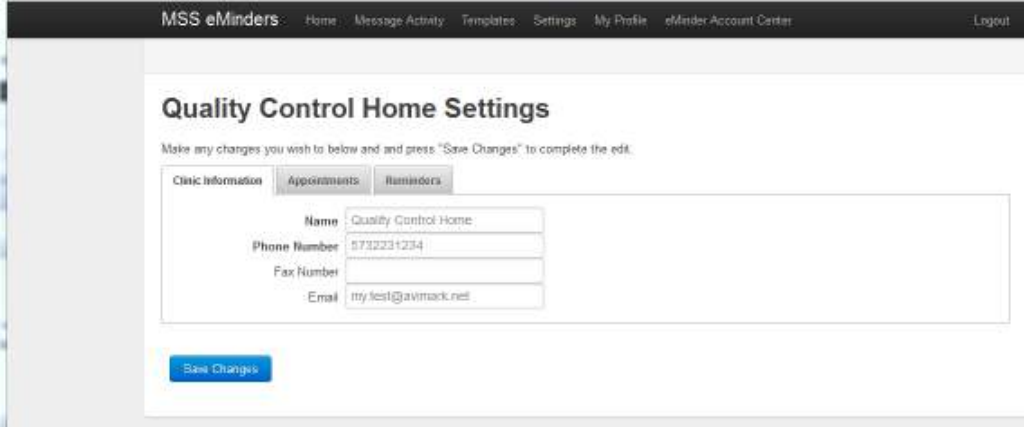 MSS eMinders Home Message Activity Templates Settings My Profile eMinder Account Center Logout
Quality Control Home Settings
Make any changes you wish to below and and press "Save Changes" to complete the edit.
Clinic Information Appointments Reminders
Name Quality Control Home
Phone Number 5732231234
Fax Number
Email my.test@avimark.net
Save Changes